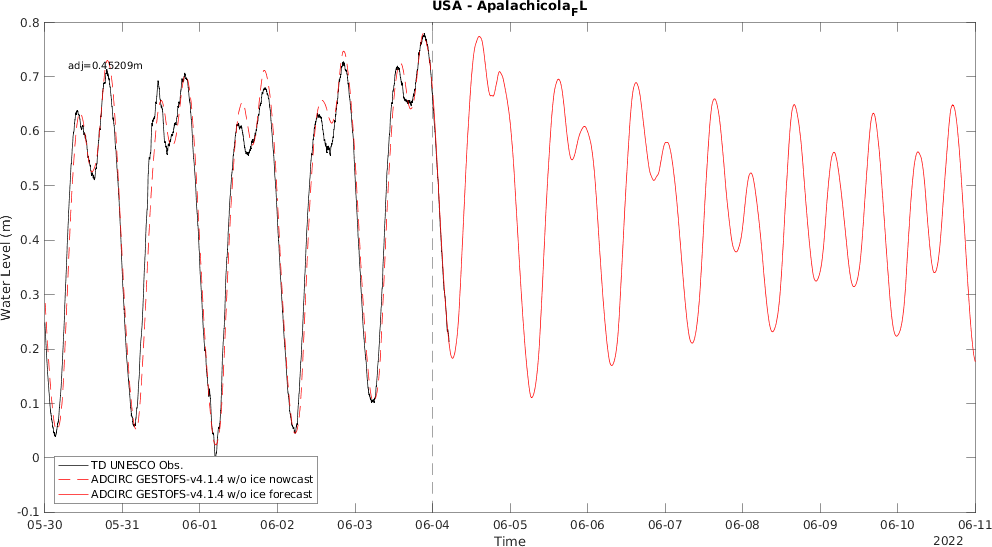 USA - Apalachicola_FL
0.8
0.7
0.6
0.5
0.4
0.3
0.2
0.1
0
-0.1
Water Level (m)
adj=0.45209m
TD UNESCO Obs.
ADCIRC GESTOFS-v4.1.4 w/o ice nowcast
ADCIRC GESTOFS-v4.1.4 w/o ice forecast
05-30 05-31 06-01 06-02 06-03 06-04 06-05 06-06 06-07 06-08 06-09 06-10 06-11
Time
2022